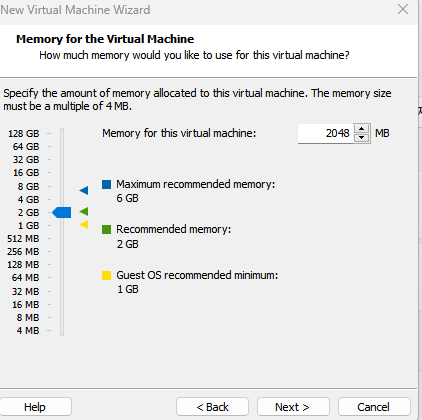 New Virtual Machine Wizard
Memory for the Virtual Machine
How much memory would you like to use for this virtual machine?
Specify the amount of memory allocated to this virtual machine. The memory size
must be a multiple of 4 MB.
Memory for this virtual machine: 2048 MB
128 GB
64 GB
32 GB
16 GB
8 GB
4 GB
2 GB
1 GB
512 MB
256 MB
128 MB
64 MB
32 MB
16 MB
8 MB
4 MB
Maximum recommended memory:
6 GB
Recommended memory:
2 GB
Guest OS recommended minimum:
1 GB
Help
< Back
Next >
Cancel